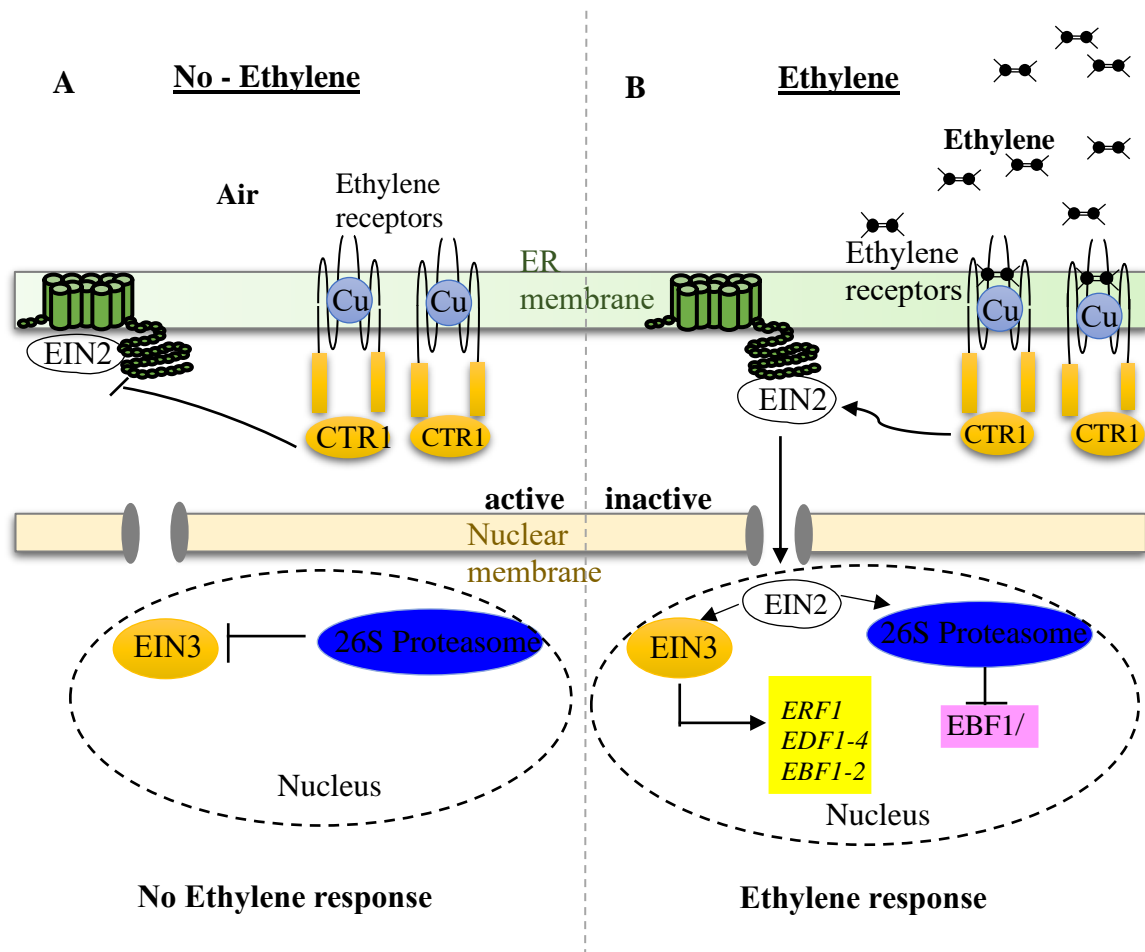 A
No - Ethylene
Air
Ethylene
receptors
ER
membrane
Cu
Cu
EIN2
CTR1
CTR1
active
Nuclear
membrane
EIN3
26S Proteasome
Nucleus
No Ethylene response
B
Ethylene
Ethylene
Ethylene
receptors
Cu
Cu
EIN2
CTR1
CTR1
inactive
EIN2
EIN3
26S Proteasome
ERF1
EDF1-4
EBF1-2
EBF1/
Nucleus
Ethylene response